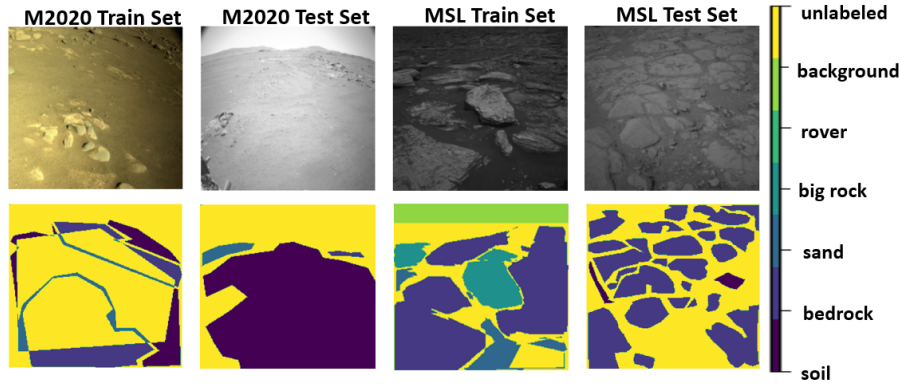 M2020 Train Set
M2020 Test Set
MSL Train Set
MSL Test Set
unlabeled
background
rover
big rock
sand
bedrock
soil